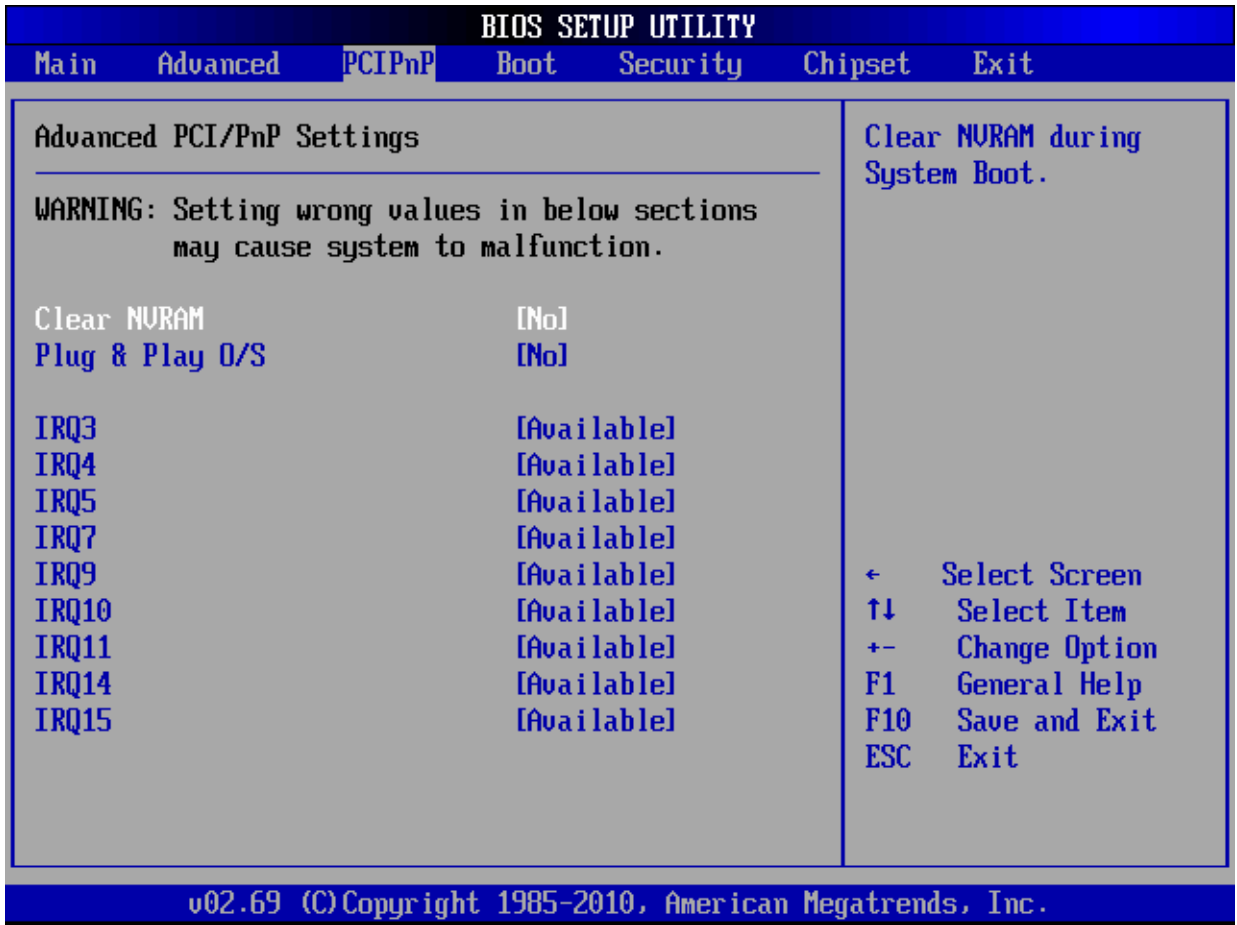 BIOS SETUP UTILITY
Main Advanced PCIPnP Boot Security Chipset Exit
Advanced PCI/PnP Settings
WARNING: Setting wrong values in below sections
may cause system to malfunction.
Clear NVRAM [No]
Plug & Play O/S [No]
IRQ3 [Available]
IRQ4 [Available]
IRQ5 [Available]
IRQ7 [Available]
IRQ9 [Available]
IRQ10 [Available]
IRQ11 [Available]
IRQ14 [Available]
IRQ15 [Available]
Clear NVRAM during
System Boot.
← Select Screen
↑↓ Select Item
+- Change Option
F1 General Help
F10 Save and Exit
ESC Exit
v02.69 (C)Copyright 1985-2010, American Megatrends, Inc.